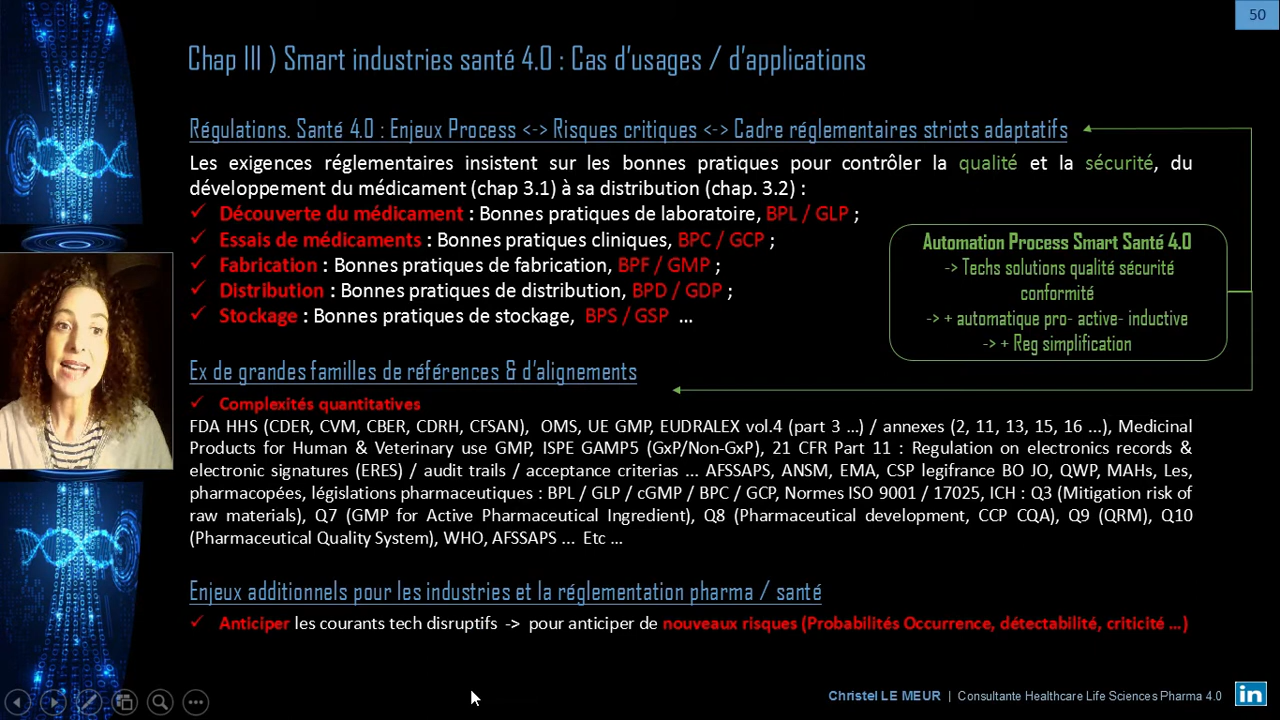 50
Chap III ) Smart industries santé 4.0 : Cas d'usages / d'applications
Régulations. Santé 4.0 : Enjeux Process <-> Risques critiques <-> Cadre réglementaires stricts adaptatifs
Les exigences réglementaires insistent sur les bonnes pratiques pour contrôler la qualité et la sécurité, du
développement du médicament (chap 3.1) à sa distribution (chap. 3.2) :
✓ Découverte du médicament : Bonnes pratiques de laboratoire, BPL / GLP ;
✓ Essais de médicaments : Bonnes pratiques cliniques, BPC / GCP ;
✓ Fabrication : Bonnes pratiques de fabrication, BPF / GMP ;
✓ Distribution : Bonnes pratiques de distribution, BPD / GDP ;
✓ Stockage : Bonnes pratiques de stockage, BPS / GSP ...
Automation Process Smart Santé 4.0
-> Techs solutions qualité sécurité
conformité
-> + automatique pro- active- inductive
-> + Reg simplification
Ex de grandes familles de références & d'alignements
✓ Complexités quantitatives
FDA HHS (CDER, CVM, CBER, CDRH, CFSAN), OMS, UE GMP, EUDRALEX vol.4 (part 3 ...) / annexes (2, 11, 13, 15, 16 ...), Medicinal
Products for Human & Veterinary use GMP, ISPE GAMP5 (GxP/Non-GxP), 21 CFR Part 11 : Regulation on electronics records &
electronic signatures (ERES) / audit trails / acceptance criterias ... AFSSAPS, ANSM, EMA, CSP legifrance BO JO, QWP, MAHs, Les,
pharmacopées, législations pharmaceutiques : BPL / GLP / cGMP / BPC / GCP, Normes ISO 9001 / 17025, ICH : Q3 (Mitigation risk of
raw materials), Q7 (GMP for Active Pharmaceutical Ingredient), Q8 (Pharmaceutical development, CCP CQA), Q9 (QRM), Q10
(Pharmaceutical Quality System), WHO, AFSSAPS ... Etc ...
Enjeux additionnels pour les industries et la réglementation pharma / santé
✓ Anticiper les courants tech disruptifs -> pour anticiper de nouveaux risques (Probabilités Occurrence, détectabilité, criticité ...)
Christel LE MEUR | Consultante Healthcare Life Sciences Pharma 4.0
in